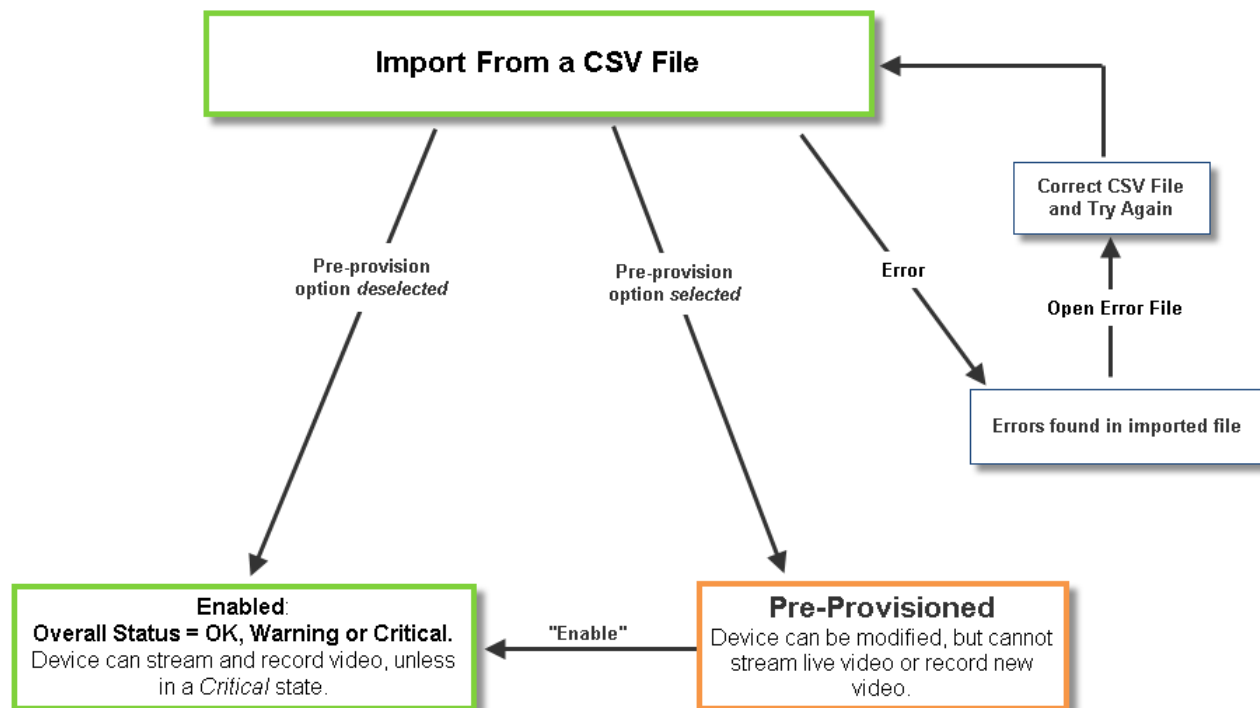 Import From a CSV File
Correct CSV File
and Try Again
Pre-provision
option deselected
Pre-provision
option selected
Error
Open Error File
Errors found in imported file
Enabled:
Overall Status = OK, Warning or Critical.
Device can stream and record video, unless
in a Critical state.
"Enable"
Pre-Provisioned
Device can be modified, but cannot
stream live video or record new
video.